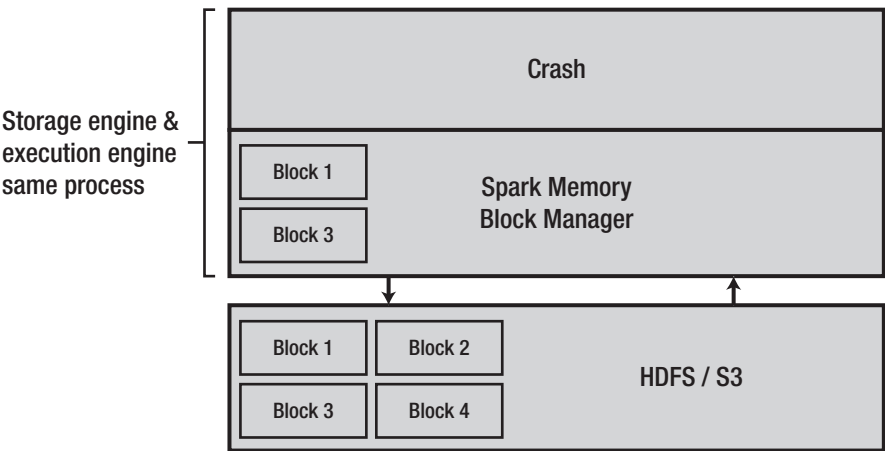 Crash
Storage engine &
execution engine
same process
Block 1
Block 3
Spark Memory
Block Manager
Block 1
Block 2
Block 3
Block 4
HDFS / S3